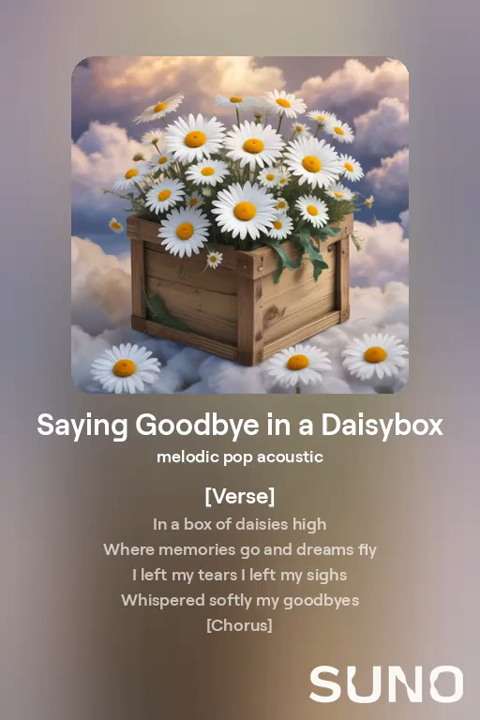 Saying Goodbye in a Daisybox
melodic pop acoustic
[Verse]
In a box of daisies high
Where memories go and dreams fly
I left my tears I left my sighs
Whispered softly my goodbyes
[Chorus]
SUNO